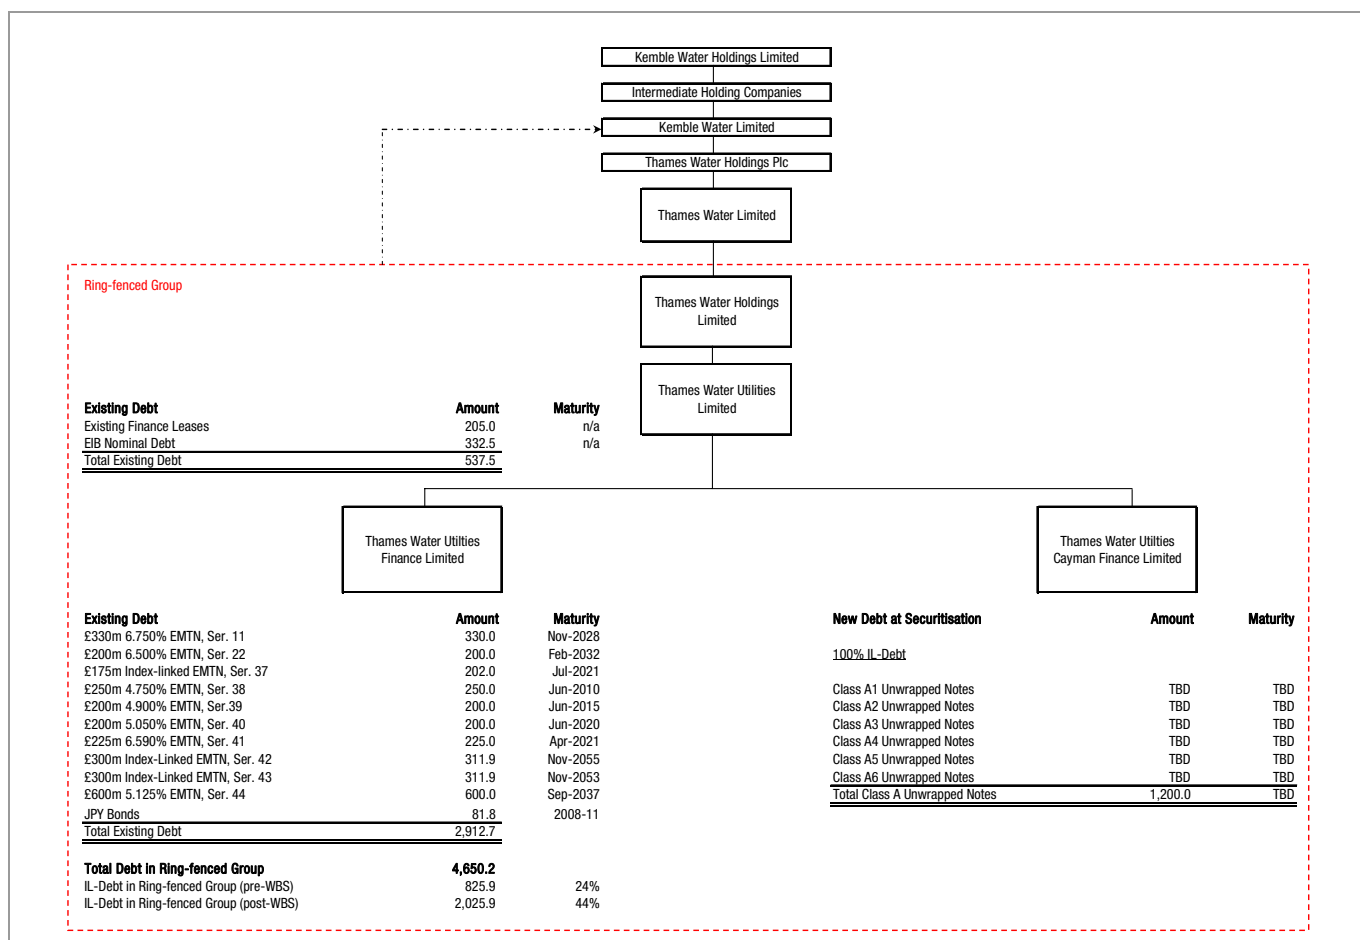 Kemble Water Holdings Limited
Intermediate Holding Companies
Kemble Water Limited
Thames Water Holdings Plc
Thames Water Limited
Ring-fenced Group
Thames Water Holdings
Limited
Thames Water Utilities
Limited
Existing Debt Amount Maturity
Existing Finance Leases 205.0 n/a
EIB Nominal Debt 332.5 n/a
Total Existing Debt 537.5
Thames Water Utilties
Finance Limited
Thames Water Utilties
Cayman Finance Limited
Existing Debt Amount Maturity
£330m 6.750% EMTN, Ser. 11 330.0 Nov-2028
£200m 6.500% EMTN, Ser. 22 200.0 Feb-2032
£175m Index-linked EMTN, Ser. 37 202.0 Jul-2021
£250m 4.750% EMTN, Ser. 38 250.0 Jun-2010
£200m 4.900% EMTN, Ser.39 200.0 Jun-2015
£200m 5.050% EMTN, Ser. 40 200.0 Jun-2020
£225m 6.590% EMTN, Ser. 41 225.0 Apr-2021
£300m Index-Linked EMTN, Ser. 42 311.9 Nov-2055
£300m Index-Linked EMTN, Ser. 43 311.9 Nov-2053
£600m 5.125% EMTN, Ser. 44 600.0 Sep-2037
JPY Bonds 81.8 2008-11
Total Existing Debt 2,912.7
Total Debt in Ring-fenced Group 4,650.2
IL-Debt in Ring-fenced Group (pre-WBS) 825.9 24%
IL-Debt in Ring-fenced Group (post-WBS) 2,025.9 44%
New Debt at Securitisation Amount Maturity
100% IL-Debt
Class A1 Unwrapped Notes TBD TBD
Class A2 Unwrapped Notes TBD TBD
Class A3 Unwrapped Notes TBD TBD
Class A4 Unwrapped Notes TBD TBD
Class A5 Unwrapped Notes TBD TBD
Class A6 Unwrapped Notes TBD TBD
Total Class A Unwrapped Notes 1,200.0 TBD